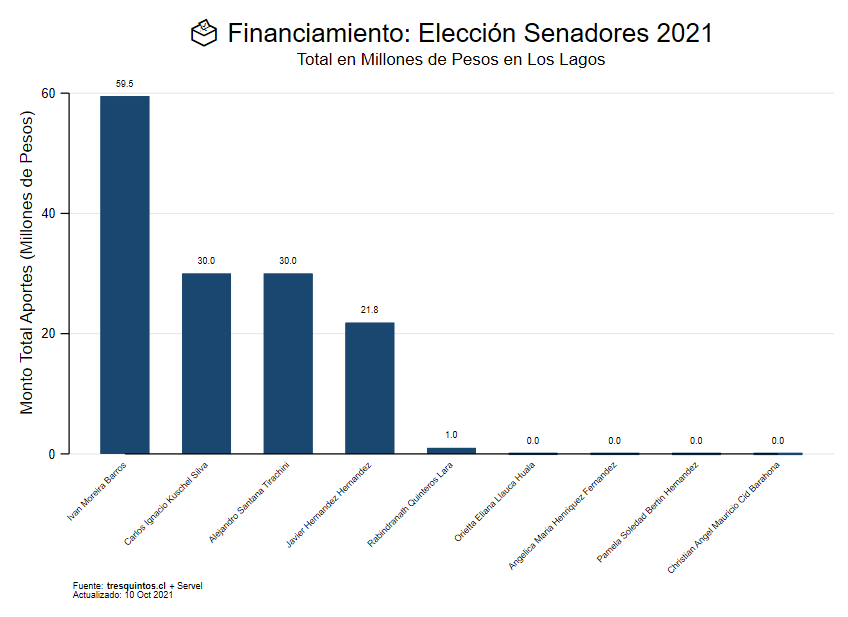 Financiamiento: Elección Senadores 2021
Total en Millones de Pesos en Los Lagos
Monto Total Aportes (Millones de Pesos)
60
40
20
0
59.5
30.0
30.0
21.8
1.0
0.0
0.0
0.0
0.0
Ivan Moreira Barros
Carlos Ignacio Kuschel Silva
Alejandro Santana Tirachini
Javier Hernandez Hernandez
Rabindranath Quinteros Lara
Orietta Eliana Llauca Huala
Angelica Maria Henriquez Fernandez
Pamela Soledad Bertin Hernandez
Christian Angel Mauricio Cid Barahona
Fuente: tresquintos.cl + Servel
Actualizado: 10 Oct 2021